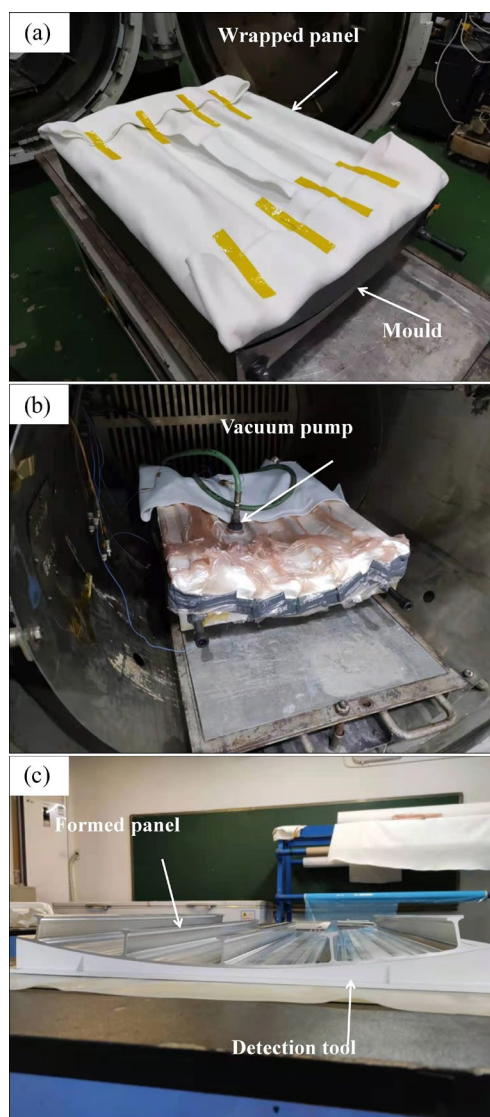 (a)
Wrapped panel
Mould
(b)
Vacuum pump
(c)
Formed panel
Detection tool